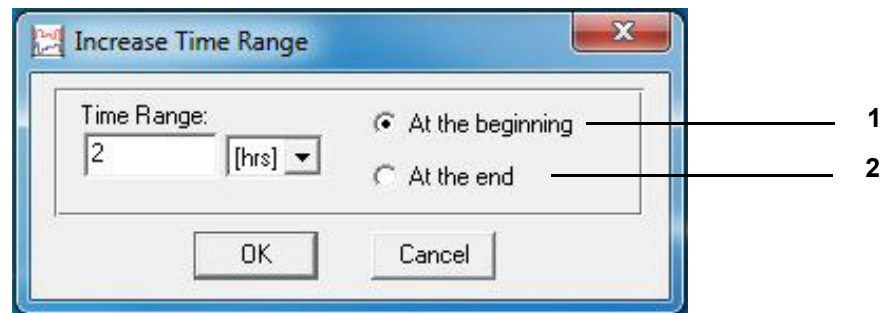 Increase Time Range
Time Range:
2
[hrs]
At the beginning
1
At the end
2
OK
Cancel